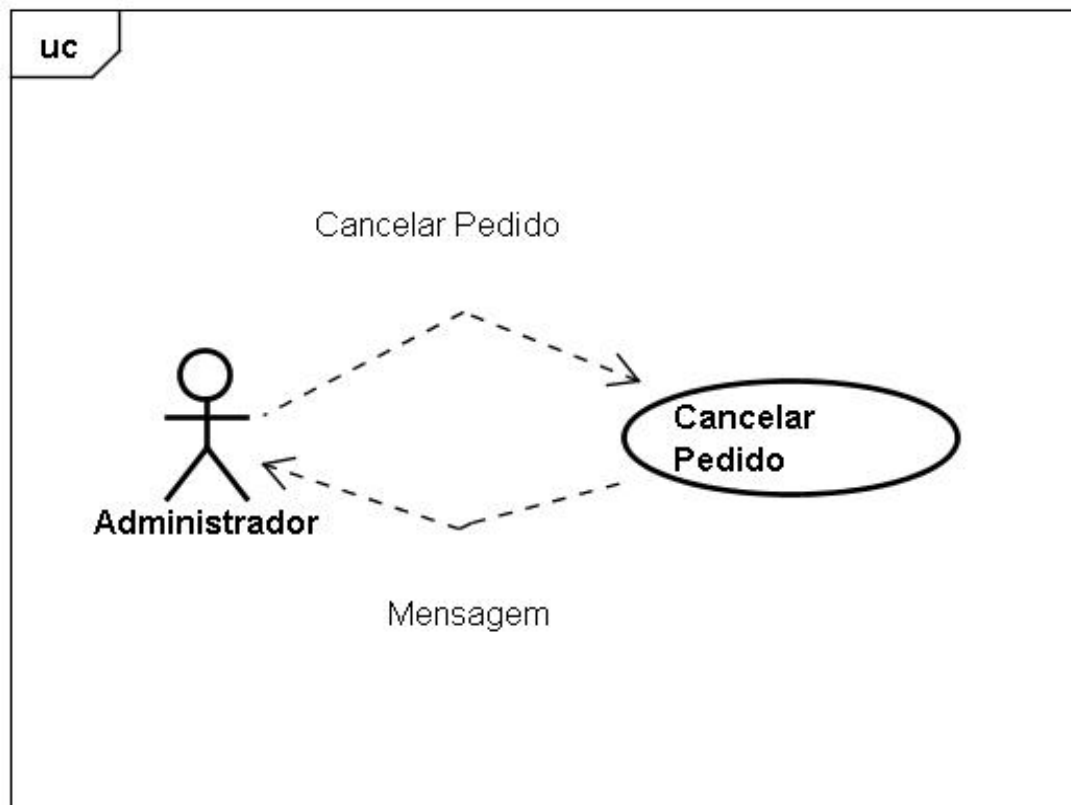 uc
Cancelar Pedido
Cancelar
Pedido
Administrador
Mensagem